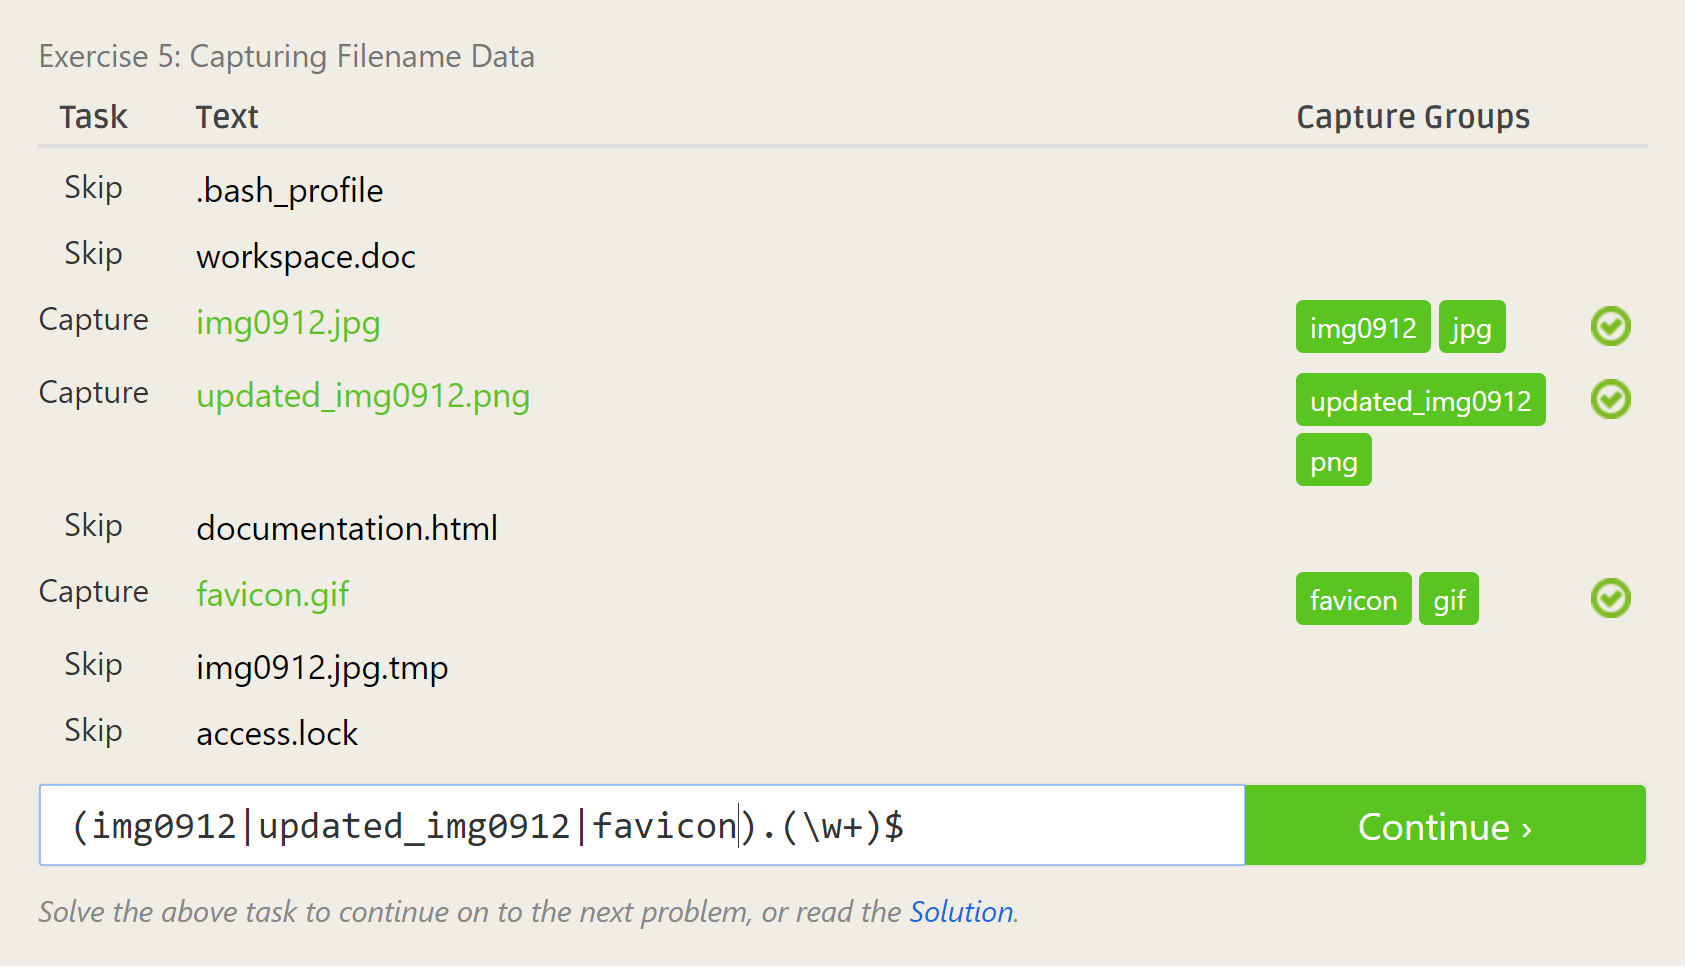 Exercise 5: Capturing Filename Data
Task Text Capture Groups
Skip .bash_profile
Skip workspace.doc
Capture img0912.jpg img0912 jpg
Capture updated_img0912.png updated_img0912
png
Skip documentation.html
Capture favicon.gif favicon gif
Skip img0912.jpg.tmp
Skip access.lock
(img0912|updated_img0912|favicon).(\w+)$ Continue ›
Solve the above task to continue on to the next problem, or read the Solution.